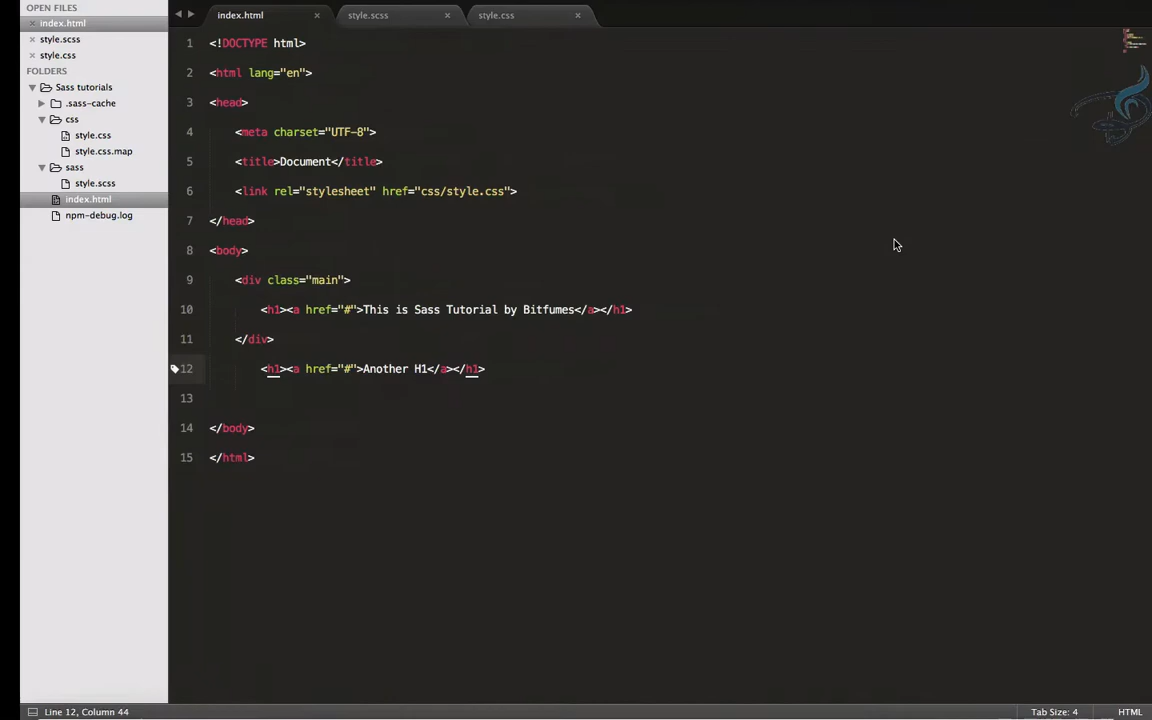 OPEN FILES
index.html
style.scss
style.css
FOLDERS
Sass tutorials
.sass-cache
css
style.css
style.css.map
sass
style.scss
index.html
npm-debug.log
index.html
style.scss
style.css
1 <!DOCTYPE html>
2 <html lang="en">
3 <head>
4 <meta charset="UTF-8">
5 <title>Document</title>
6 <link rel="stylesheet" href="css/style.css">
7 </head>
8 <body>
9 <div class="main">
10 <h1><a href="#">This is Sass Tutorial by Bitfumes</a></h1>
11 </div>
12 <h1><a href="#">Another H1</a></h1>
13
14 </body>
15 </html>
Line 12, Column 44
Tab Size: 4
HTML